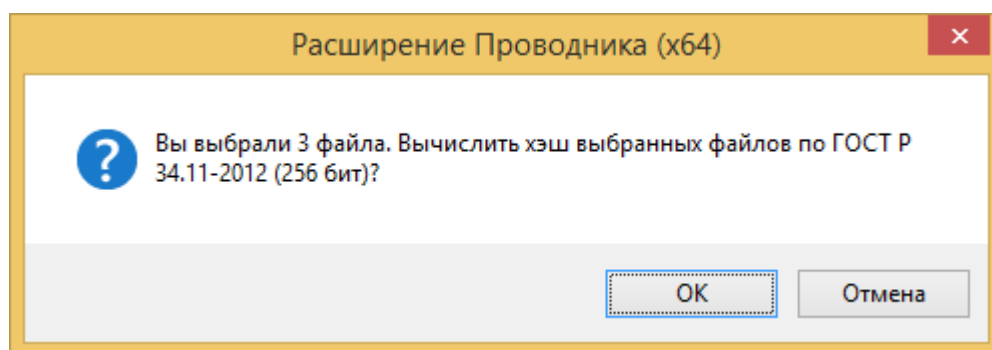 Расширение Проводника (x64)
Вы выбрали 3 файла. Вычислить хэш выбранных файлов по ГОСТ Р
34.11-2012 (256 бит)?
ОК
Отмена